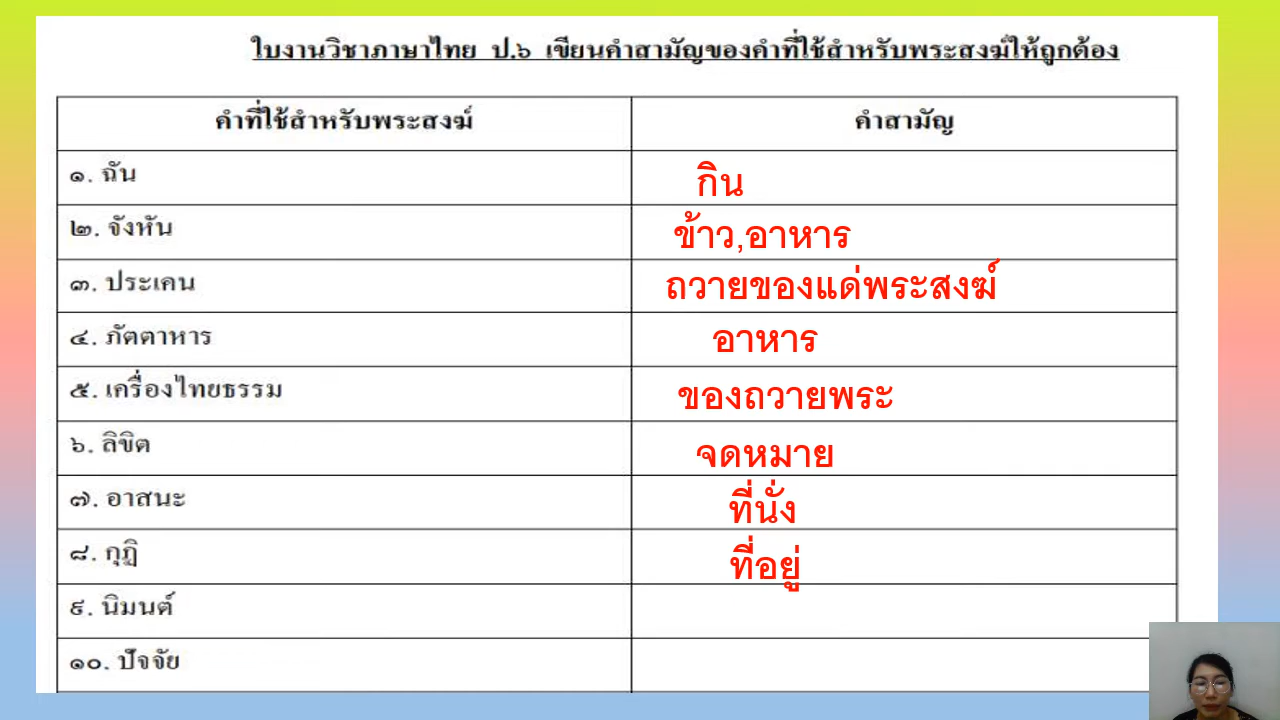 ใบงานวิชาภาษาไทย ป.๖ เขียนคำสามัญของคำที่ใช้สำหรับพระสงฆ์ให้ถูกต้อง
คำที่ใช้สำหรับพระสงฆ์ คำสามัญ
๑. ฉัน กิน
๒. จังหัน ข้าว,อาหาร
๓. ประเคน ถวายของแด่พระสงฆ์
๔. ภัตตาหาร อาหาร
๕. เครื่องไทยธรรม ของถวายพระ
๖. ลิขิต จดหมาย
๗. อาสนะ ที่นั่ง
๘. กุฏิ ที่อยู่
๙. นิมนต์
๑๐. ปัจจัย